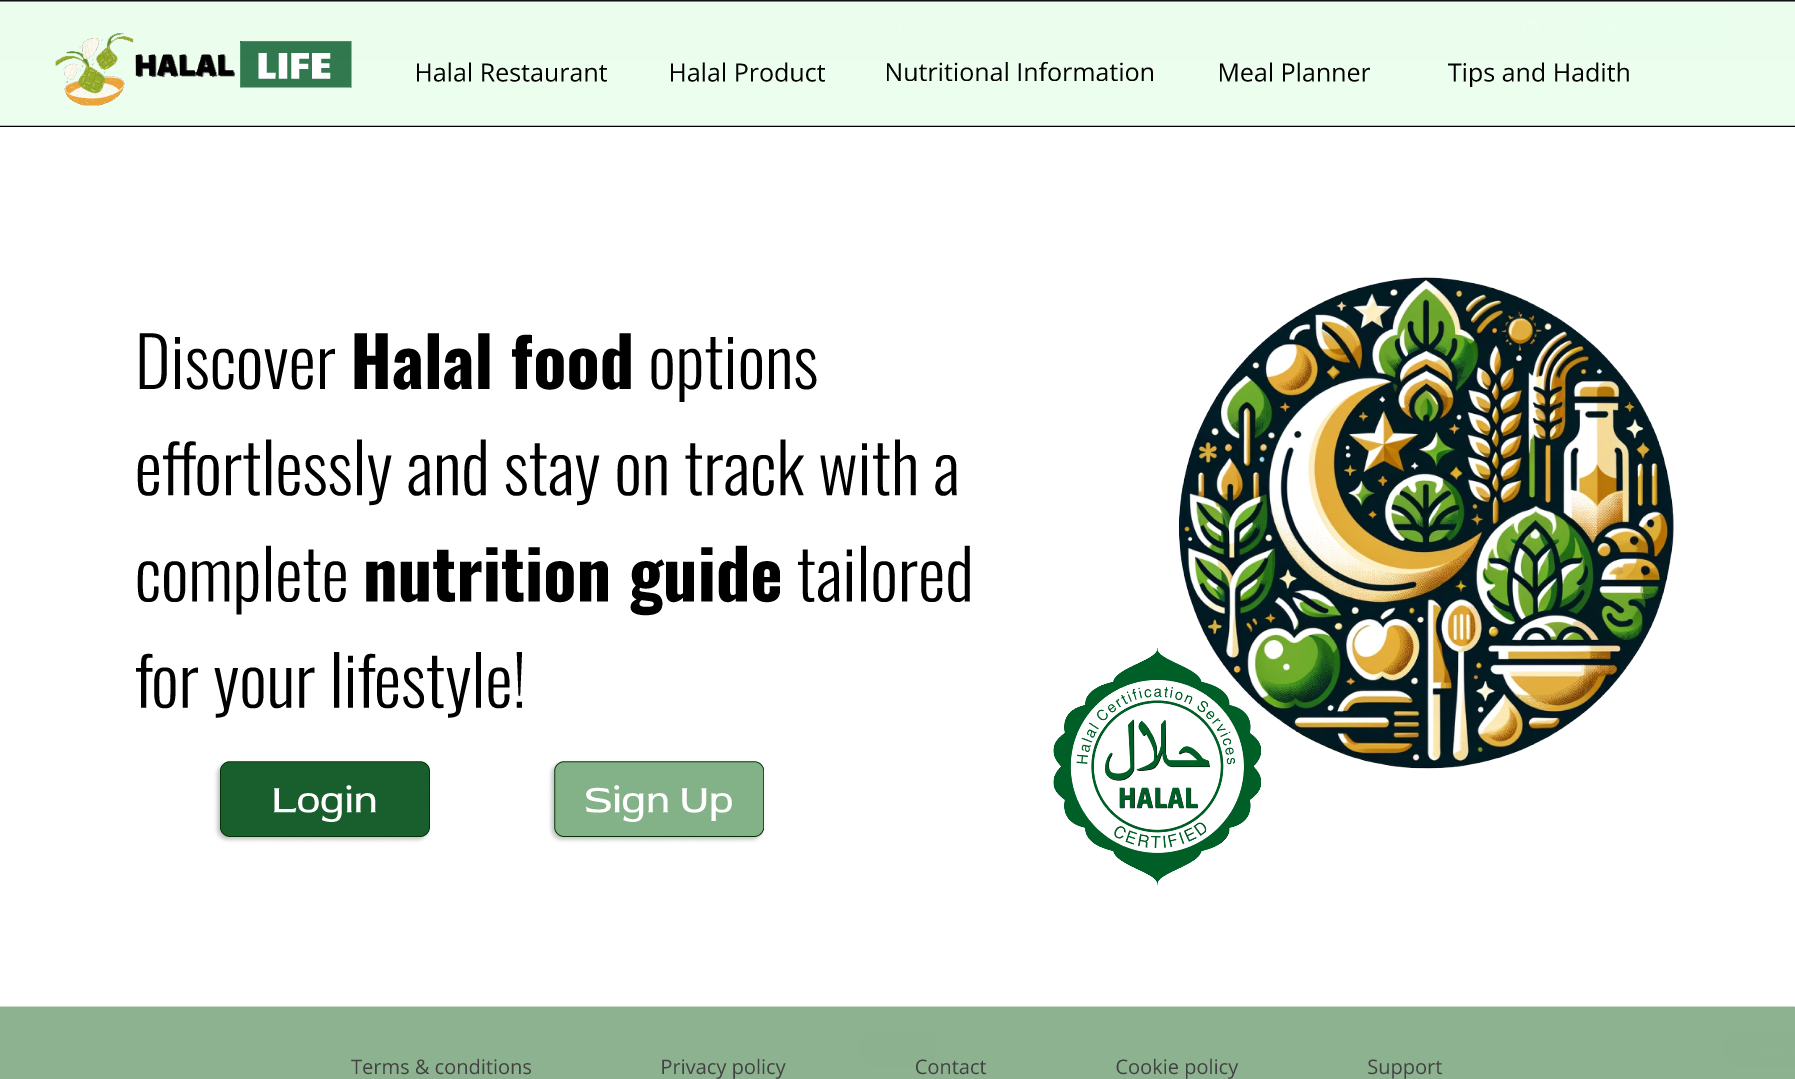 HALAL LIFE
Halal Restaurant
Halal Product
Nutritional Information
Meal Planner
Tips and Hadith
Discover Halal food options
effortlessly and stay on track with a
complete nutrition guide tailored
for your lifestyle!
Login
Sign Up
Halal Certification Services
حلال
HALAL
CERTIFIED
Terms & conditions
Privacy policy
Contact
Cookie policy
Support